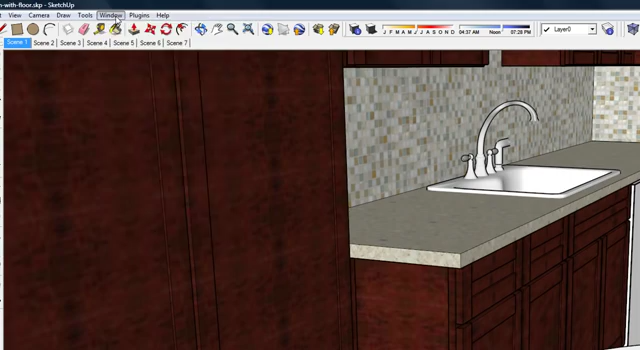 n-with-floor.skp - SketchUp
t View Camera Draw Tools Window Plugins Help
J F M A M J J A S O N D 04:37 AM Noon 07:28 PM Layer0
Scene 1 Scene 2 Scene 3 Scene 4 Scene 5 Scene 6 Scene 7